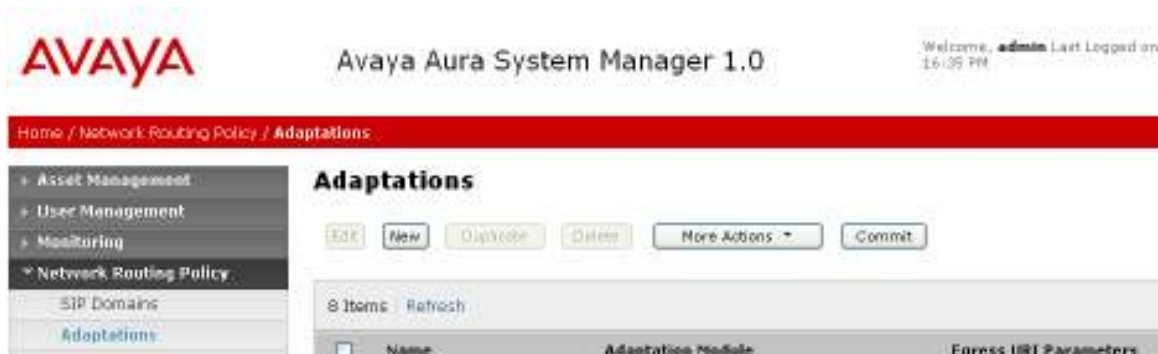 AVAYA
Avaya Aura System Manager 1.0
Welcome, admin Last Logged on
16:35 PM
Home / Network Routing Policy / Adaptations
Asset Management
User Management
Monitoring
Network Routing Policy
SIP Domains
Adaptations
Adaptations
Edit New Duplicate Delete More Actions Commit
8 Items Refresh
Name Adaptation Module Egress URI Parameters